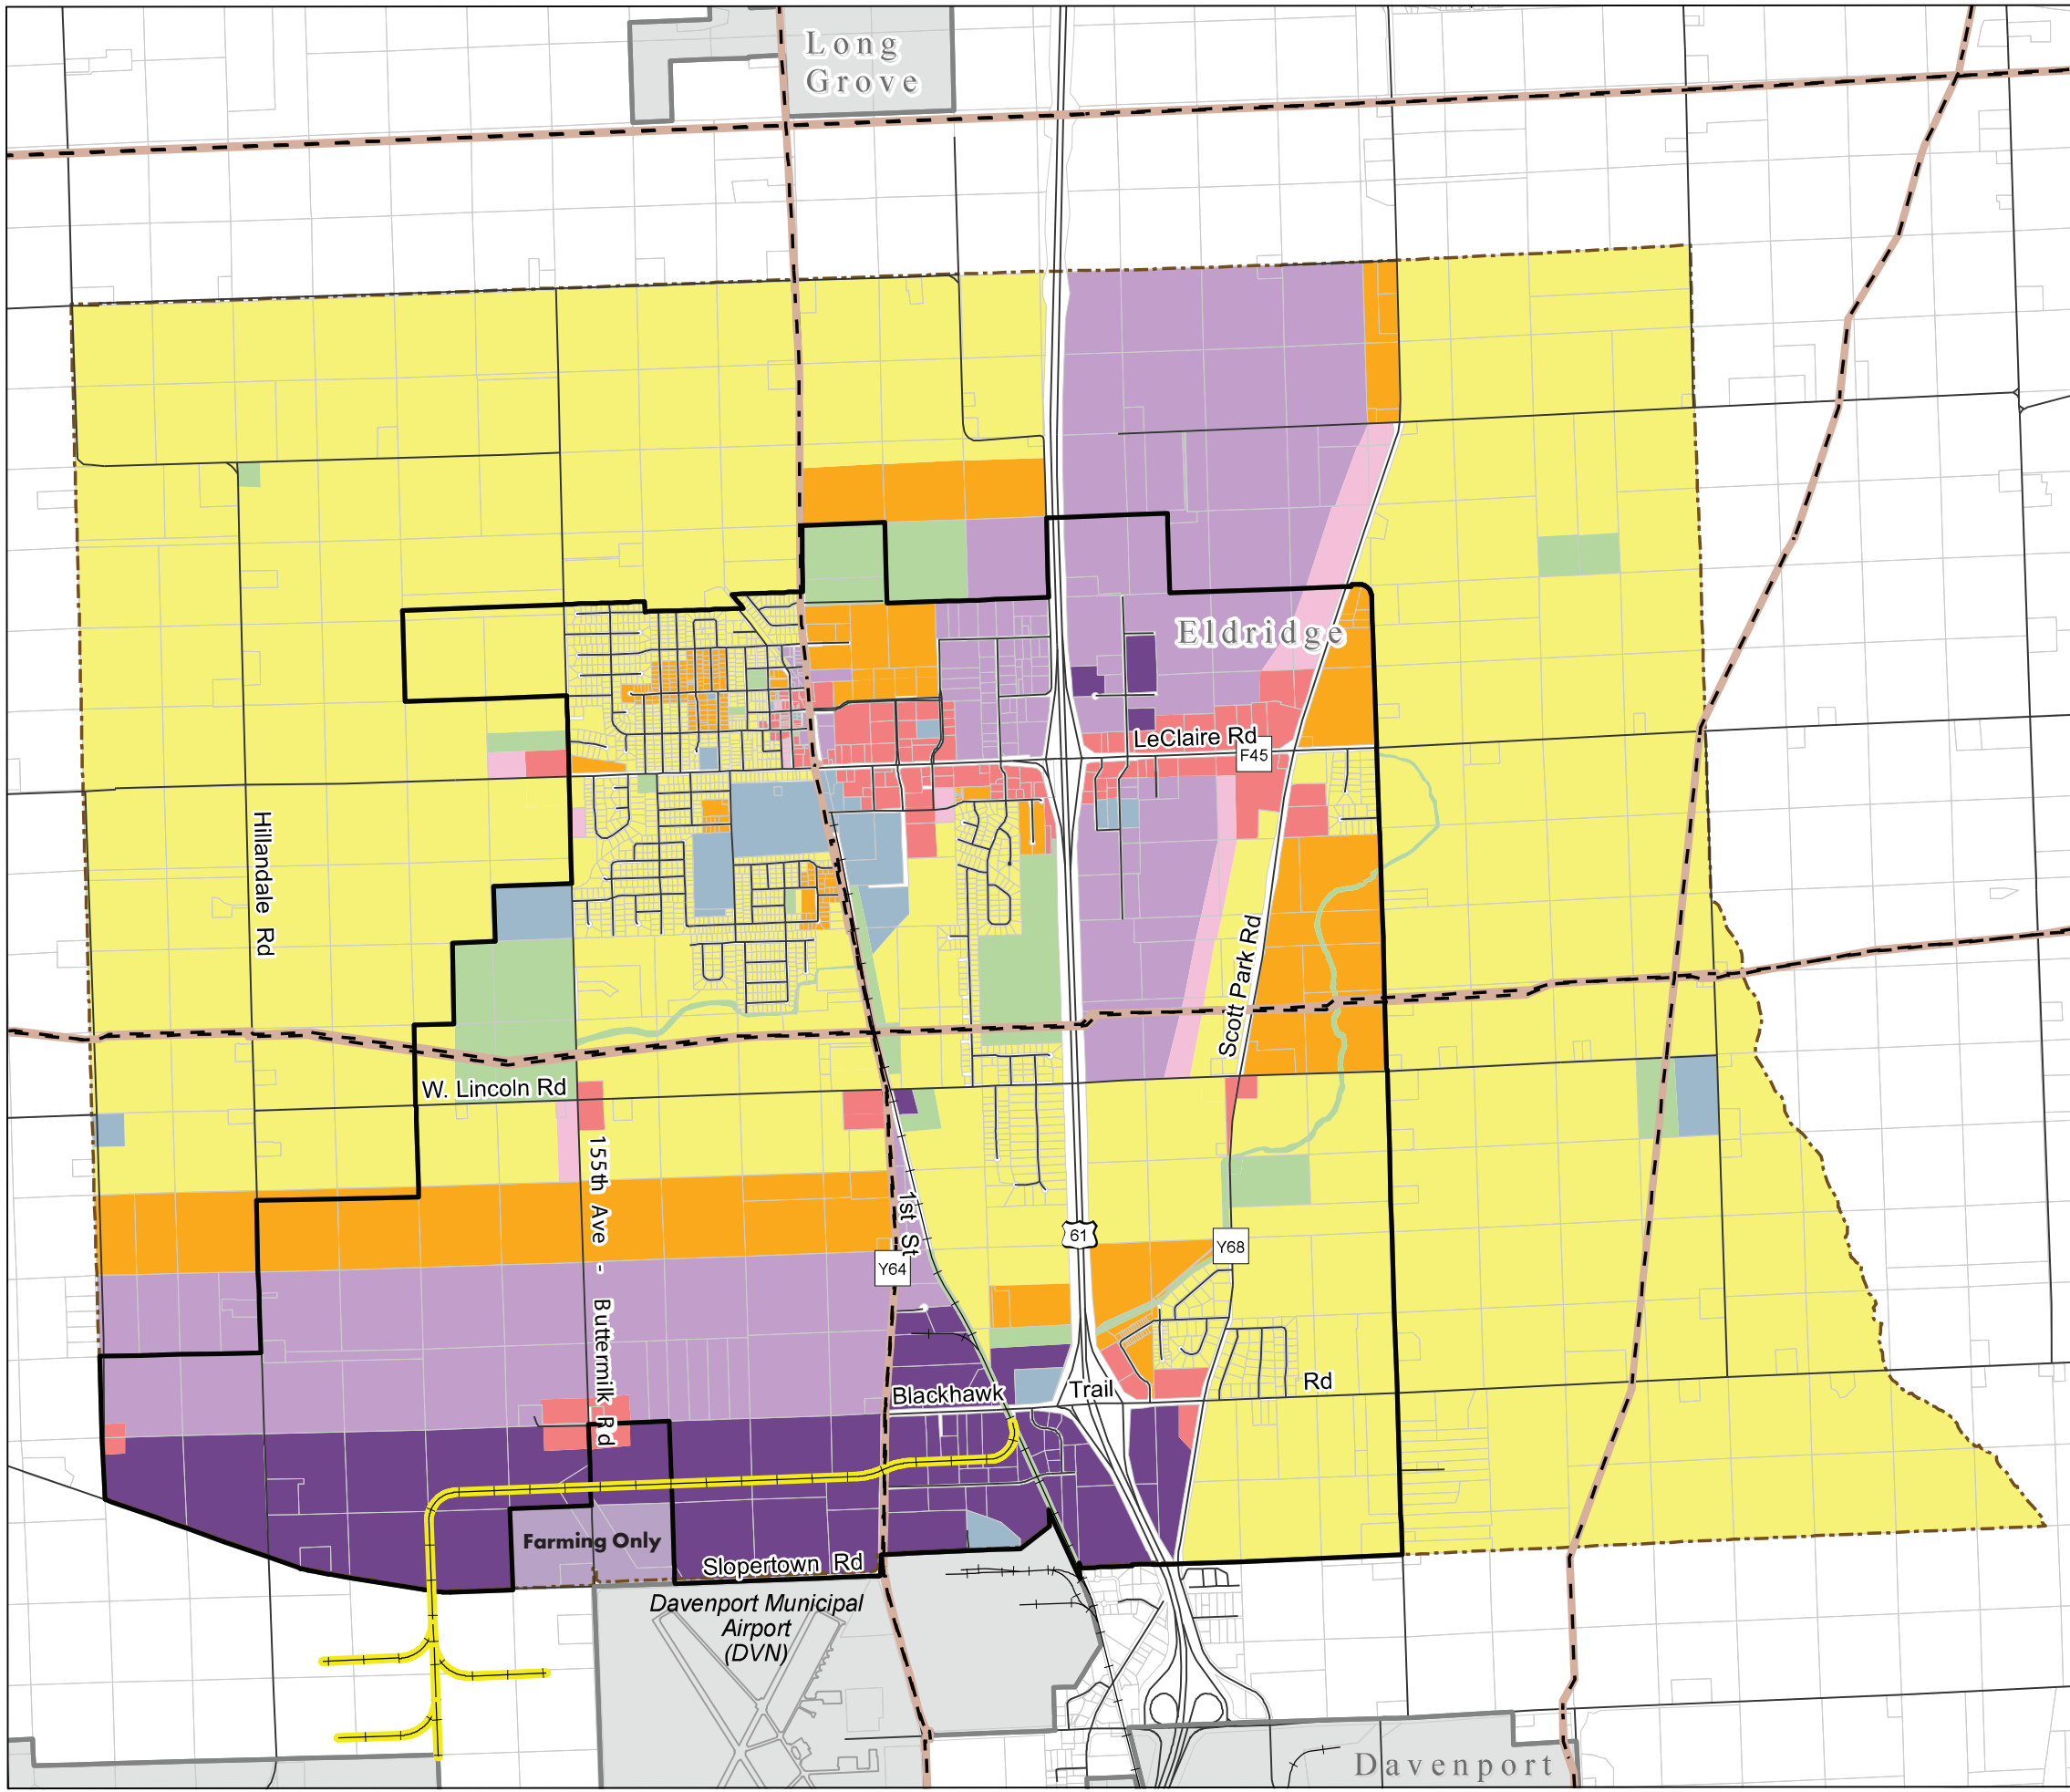 Long
Grove
Eldridge
LeClaire Rd
F45
Hillandale Rd
Scott Park Rd
W. Lincoln Rd
155th Ave - Buttermilk Rd
1st St
61
Y68
Y64
Blackhawk Trail Rd
Farming Only
Slopertown Rd
Davenport Municipal
Airport
(DVN)
Davenport